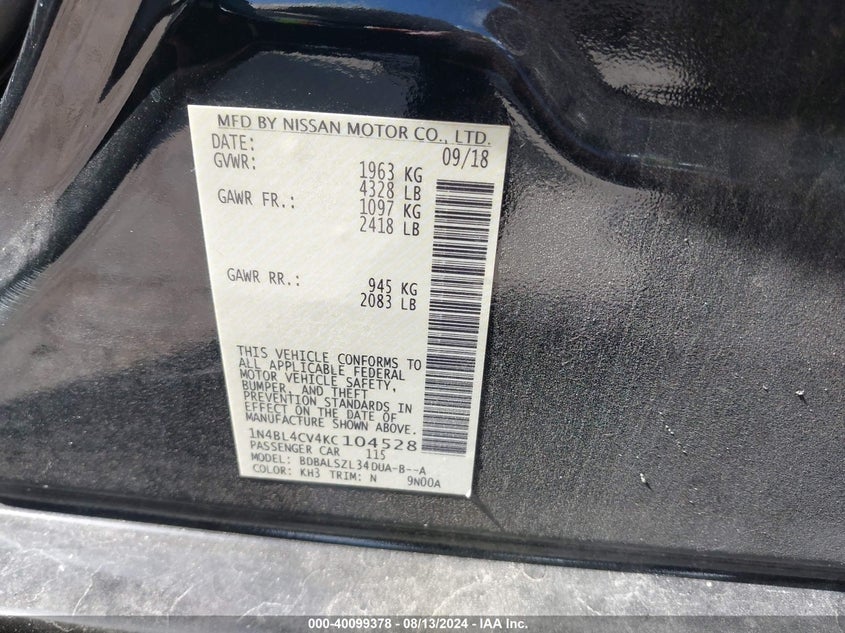 MFD BY NISSAN MOTOR CO., LTD.
DATE: 09/18
GVWR: 1963 KG
4328 LB
GAWR FR.: 1097 KG
2418 LB
GAWR RR.: 945 KG
2083 LB
THIS VEHICLE CONFORMS TO
ALL APPLICABLE FEDERAL
MOTOR VEHICLE SAFETY,
BUMPER, AND THEFT
PREVENTION STANDARDS IN
EFFECT ON THE DATE OF
MANUFACTURE SHOWN ABOVE.
1N4BL4CV4KC104528
PASSENGER CAR 115
MODEL: BDBALSZL34DUA-B--A
COLOR: KH3 TRIM: N 9N00A
000-40099378 - 08/13/2024 - IAA Inc.